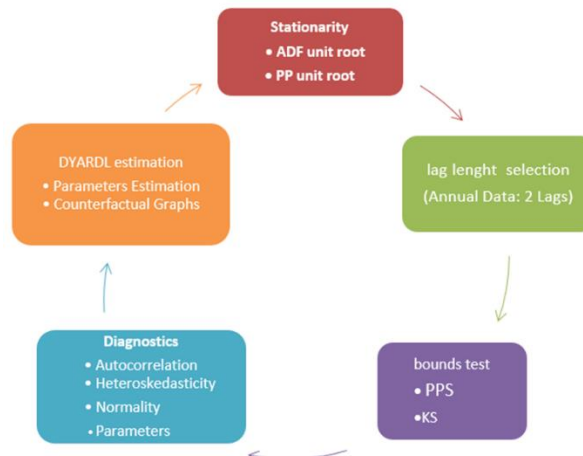 Stationarity
• ADF unit root
• PP unit root
lag lenght selection
(Annual Data: 2 Lags)
bounds test
• PPS
•KS
Diagnostics
• Autocorrelation
• Heteroskedasticity
• Normality
• Parameters
DYARDL estimation
• Parameters Estimation
• Counterfactual Graphs